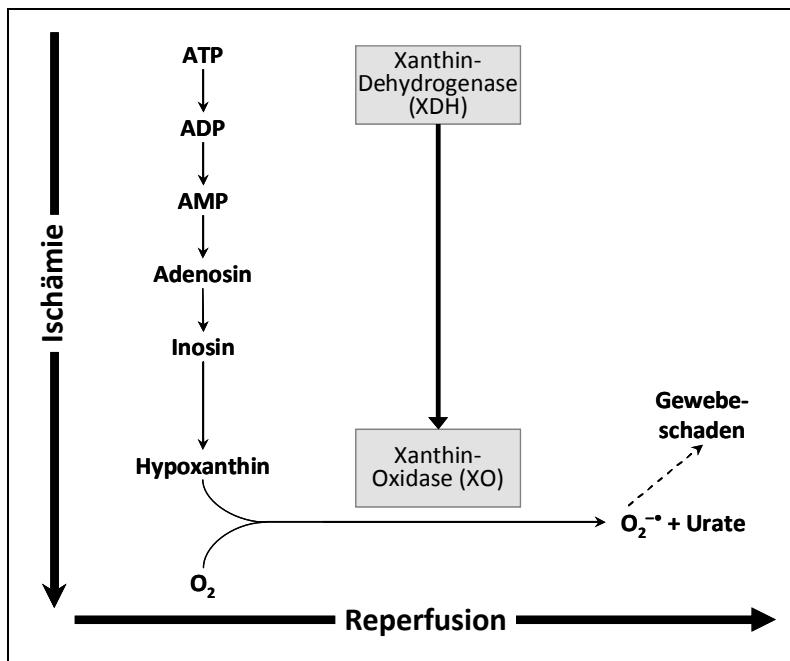 ATP
ADP
AMP
Adenosin
Inosin
Hypoxanthin
O₂
Xanthin-
Dehydrogenase
(XDH)
Xanthin-
Oxidase (XO)
Gewebe-
schaden
O₂⁻• + Urate
Ischämie
Reperfusion